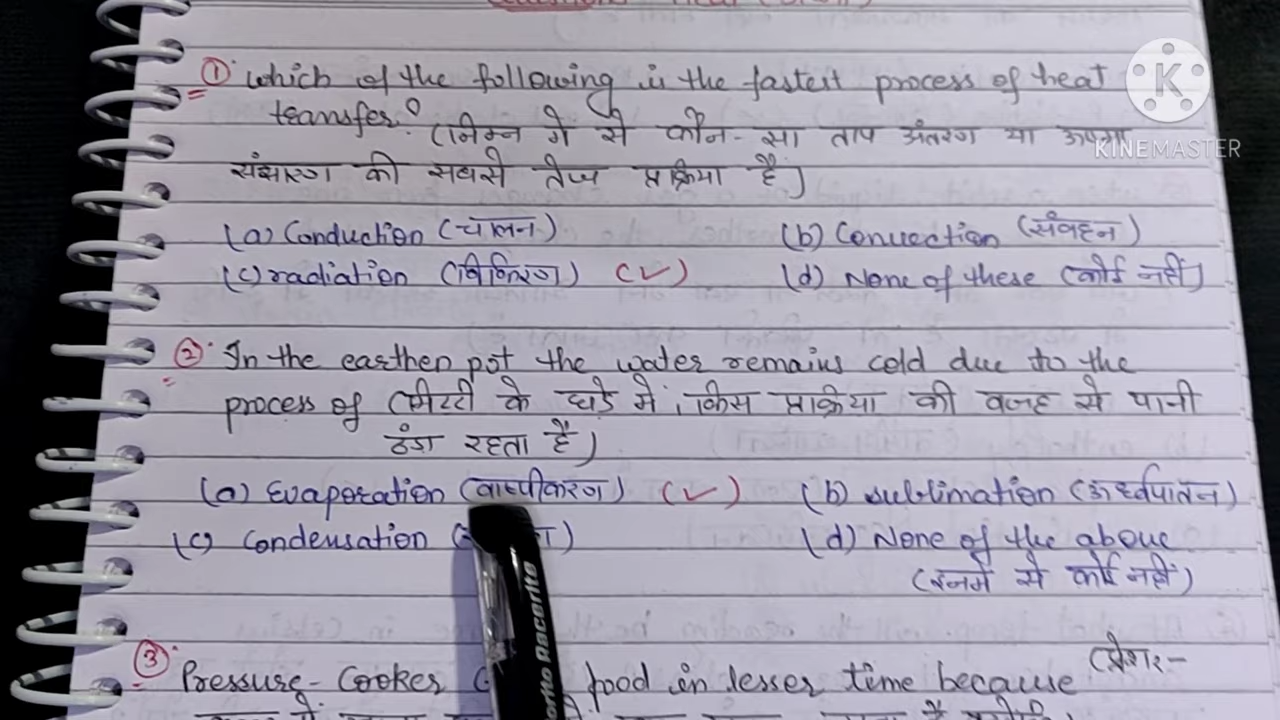 ① Which of the following is the fastest process of heat
transfer? (निम्न मे से कौन-सा ताप अंतरण या ऊष्मा
संचारण की सबसे तेज प्रक्रिया है)
(a) Conduction (चालन) (b) Convection (संवहन)
(c) radiation (विकिरण) (✓) (d) None of these (कोई नहीं)
② In the earthen pot the water remains cold due to the
process of (मिटटी के घड़े मे, किस प्रक्रिया की वजह से पानी
ठंडा रहता है)
(a) Evaporation (वाष्पीकरण) (✓) (b) sublimation (ऊर्ध्वपातन)
(c) Condensation (d) None of the above
(इनमे से कोई नहीं)
③ Pressure-Cooker food in lesser time because (प्रेशर-
K
KINEMASTER